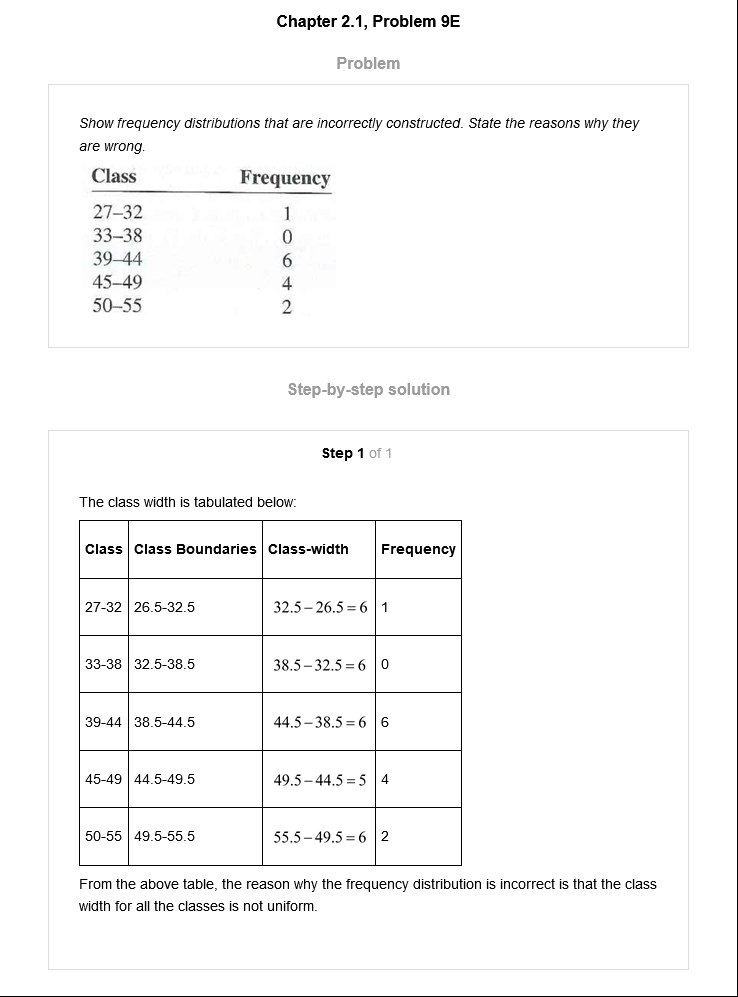 Chapter 2.1, Problem 9E
Problem
Show frequency distributions that are incorrectly constructed. State the reasons why they
are wrong.
Class Frequency
27–32 1
33–38 0
39–44 6
45–49 4
50–55 2
Step-by-step solution
Step 1 of 1
The class width is tabulated below:
Class Class Boundaries Class-width Frequency
27-32 26.5-32.5 32.5 – 26.5 = 6 1
33-38 32.5-38.5 38.5 – 32.5 = 6 0
39-44 38.5-44.5 44.5 – 38.5 = 6 6
45-49 44.5-49.5 49.5 – 44.5 = 5 4
50-55 49.5-55.5 55.5 – 49.5 = 6 2
From the above table, the reason why the frequency distribution is incorrect is that the class
width for all the classes is not uniform.